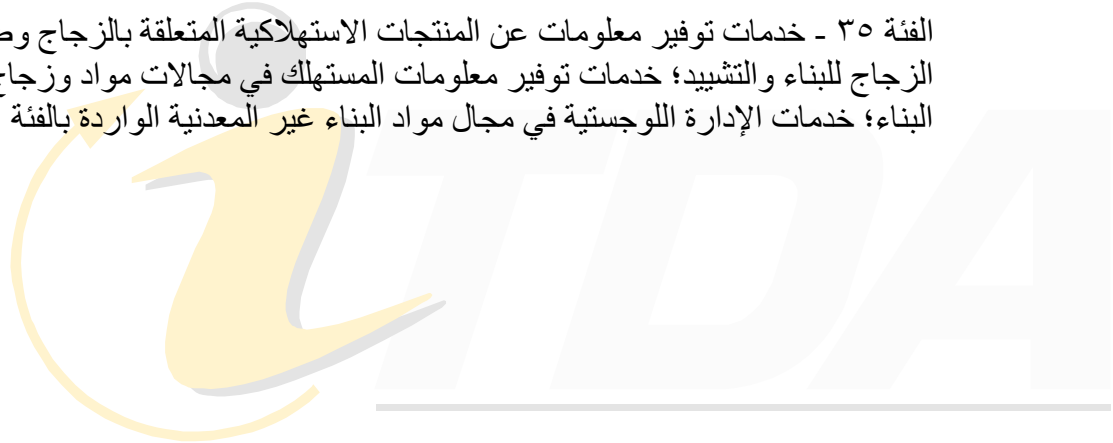 الفئة ٣٥ - خدمات توفير معلومات عن المنتجات الاستهلاكية المتعلقة بالزجاج
الزجاج للبناء والتشييد؛ خدمات توفير معلومات المستهلك في مجالات مواد
البناء؛ خدمات الإدارة اللوجستية في مجال مواد البناء غير المعدنية الواردة بالفئة
iTDA